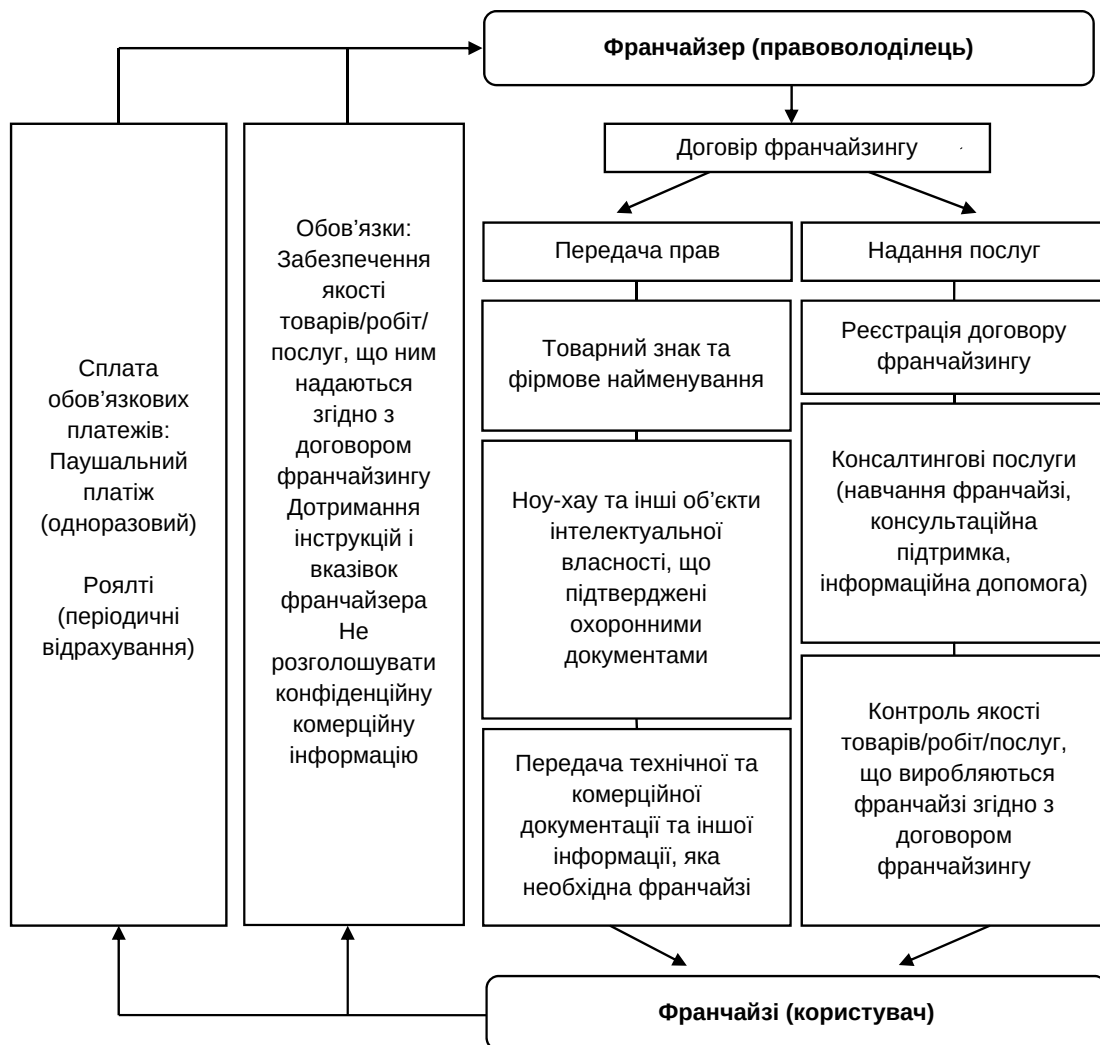 Франчайзер (правоволоділець)
Договір франчайзингу
Передача прав
Надання послуг
Товарний знак та
фірмове найменування
Реєстрація договору
франчайзингу
Ноу-хау та інші об’єкти
інтелектуальної
власності, що
підтверджені
охоронними
документами
Консалтингові послуги
(навчання франчайзі,
консультаційна
підтримка,
інформаційна допомога)
Передача технічної та
комерційної
документації та іншої
інформації, яка
необхідна франчайзі
Контроль якості
товарів/робіт/послуг,
що виробляються
франчайзі згідно з
договором
франчайзингу
Франчайзі (користувач)
Обов’язки:
Забезпечення
якості
товарів/робіт/
послуг, що ним
надаються
згідно з
договором
франчайзингу
Дотримання
інструкцій і
вказівок
франчайзера
Не
розголошувати
конфіденційну
комерційну
інформацію
Сплата
обов’язкових
платежів:
Паушальний
платіж
(одноразовий)
Роялті
(періодичні
відрахування)